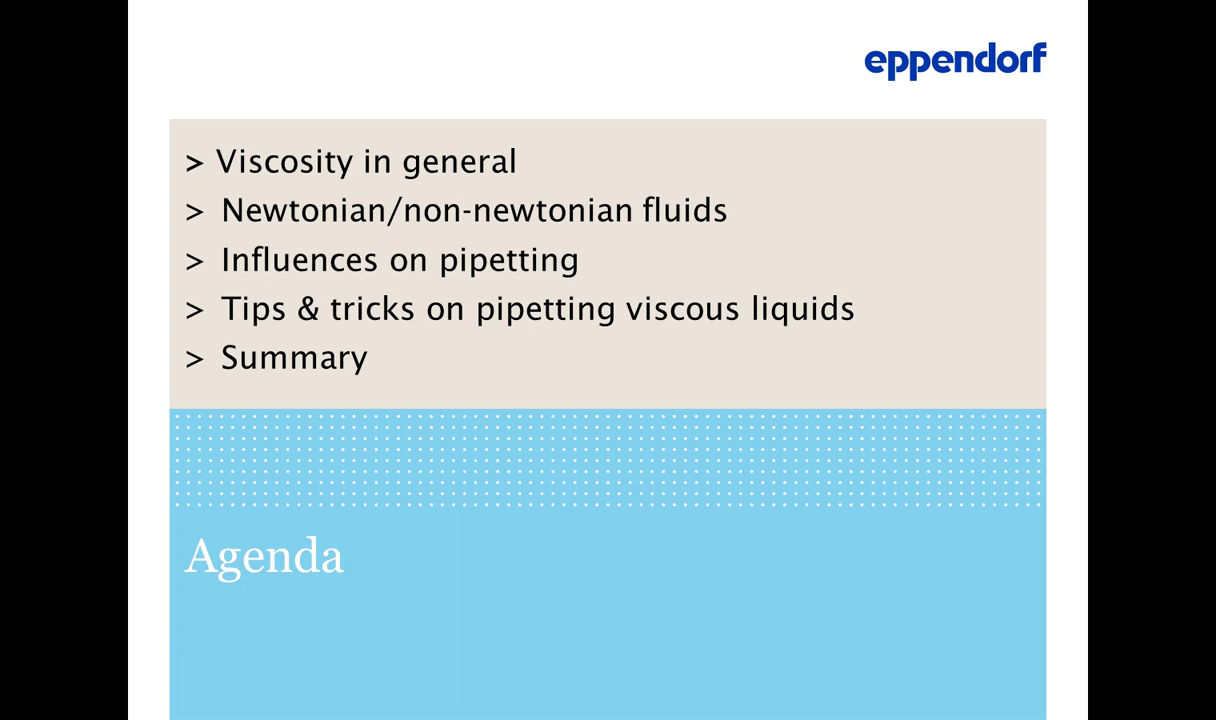 eppendorf
> Viscosity in general
> Newtonian/non-newtonian fluids
> Influences on pipetting
> Tips & tricks on pipetting viscous liquids
> Summary
Agenda